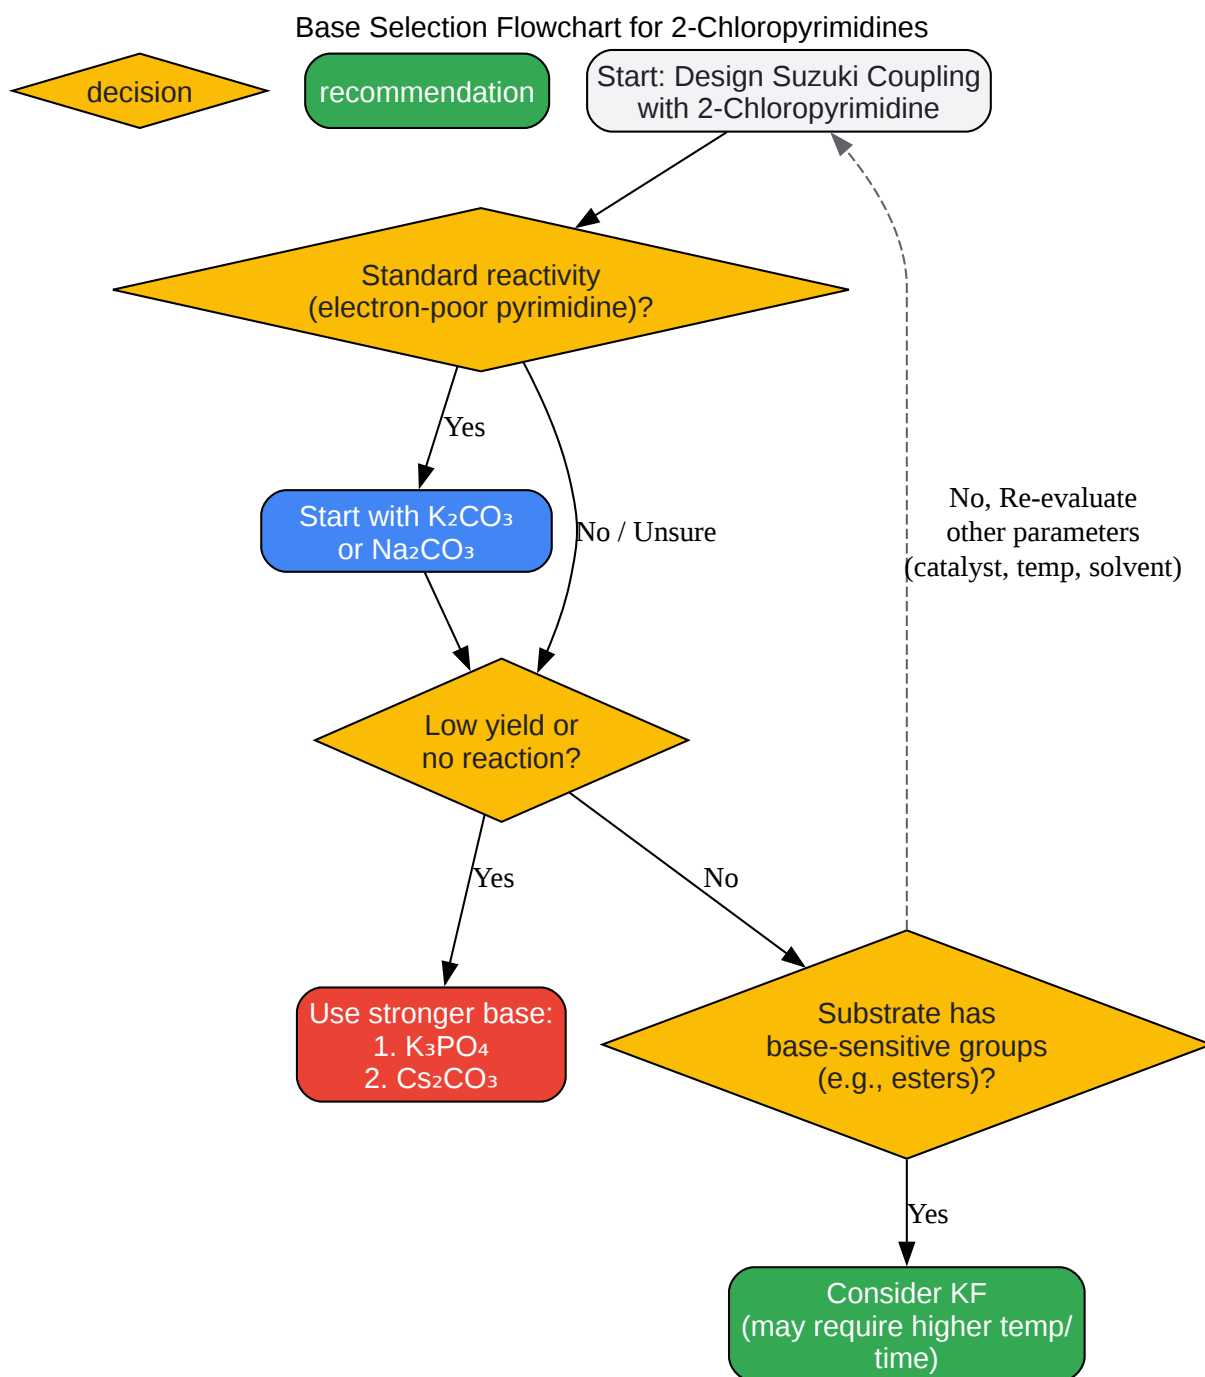 Base Selection Flowchart for 2-Chloropyrimidines
decision
recommendation
Start: Design Suzuki Coupling
with 2-Chloropyrimidine
Standard reactivity
(electron-poor pyrimidine)?
Yes
Start with K₂CO₃
or Na₂CO₃
No / Unsure
No, Re-evaluate
other parameters
(catalyst, temp, solvent)
Low yield or
no reaction?
Yes
No
Use stronger base:
1. K₃PO₄
2. Cs₂CO₃
Substrate has
base-sensitive groups
(e.g., esters)?
Yes
Consider KF
(may require higher temp/
time)